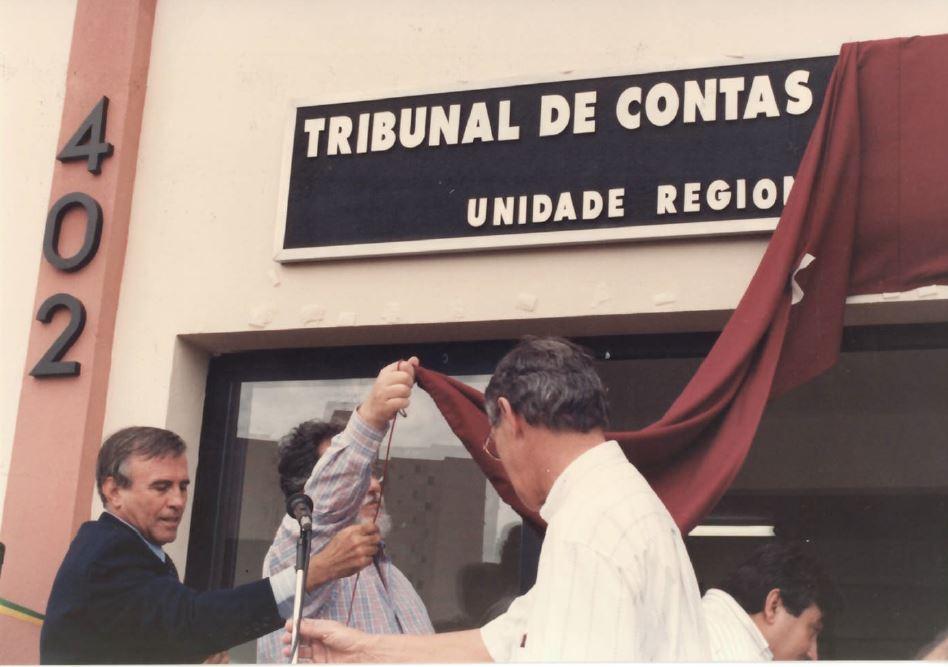 402
TRIBUNAL DE CONTAS
UNIDADE REGION